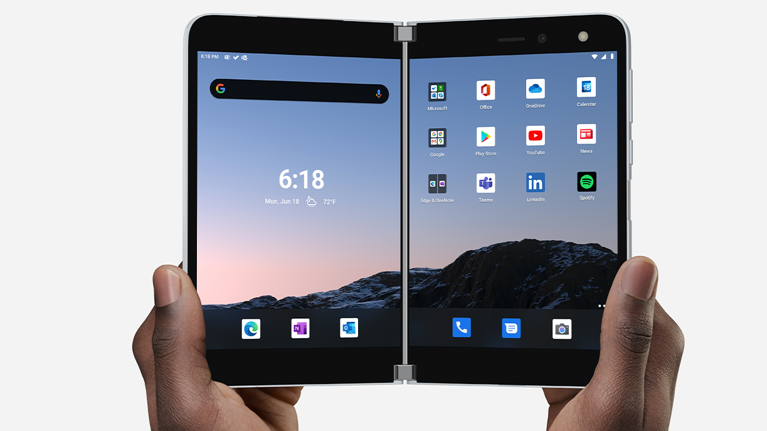 6:18 PM
6:18
Mon, Jun 18 72°F
Microsoft Office OneDrive Calendar
Google Play Store YouTube News
Edge & OneNote Teams LinkedIn Spotify